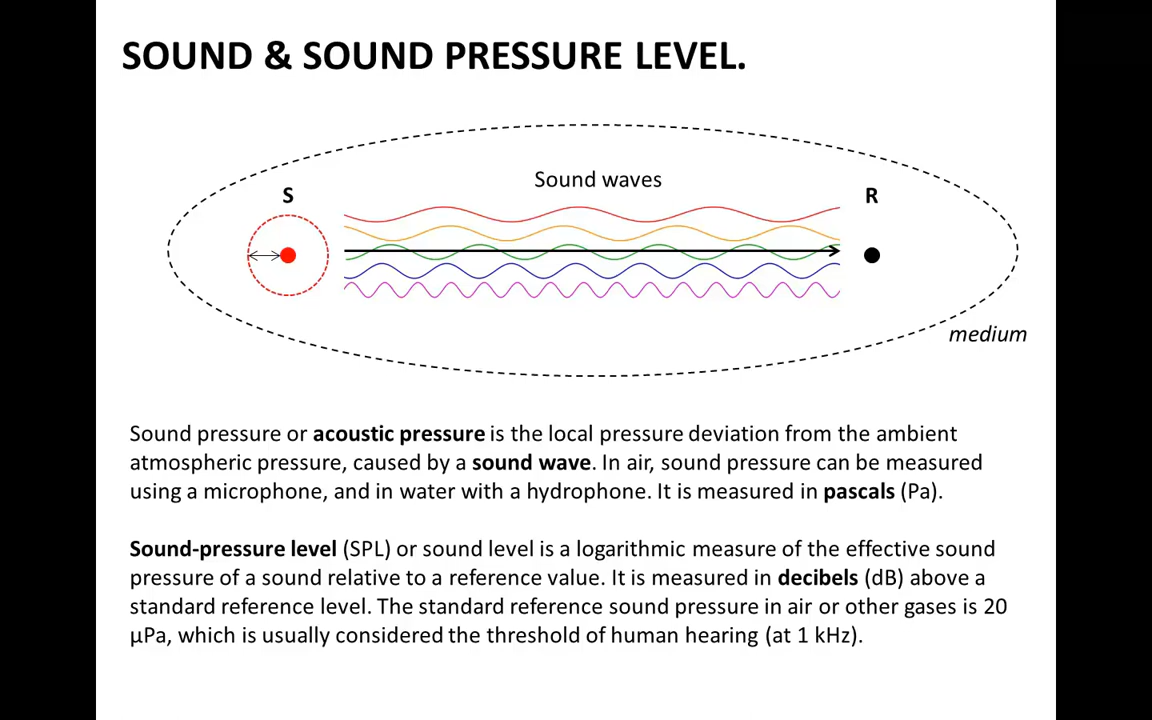 SOUND & SOUND PRESSURE LEVEL.
Sound waves
S
R
medium
Sound pressure or acoustic pressure is the local pressure deviation from the ambient
atmospheric pressure, caused by a sound wave. In air, sound pressure can be measured
using a microphone, and in water with a hydrophone. It is measured in pascals (Pa).
Sound-pressure level (SPL) or sound level is a logarithmic measure of the effective sound
pressure of a sound relative to a reference value. It is measured in decibels (dB) above a
standard reference level. The standard reference sound pressure in air or other gases is 20
µPa, which is usually considered the threshold of human hearing (at 1 kHz).